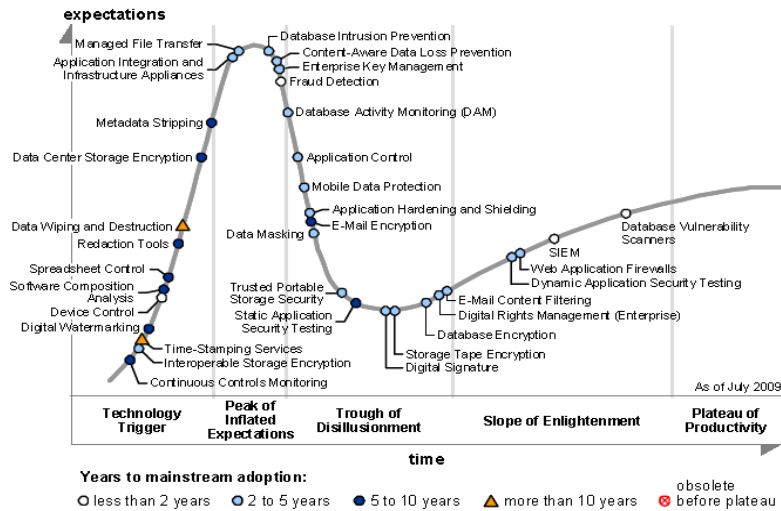 expectations
Managed File Transfer
Application Integration and
Infrastructure Appliances
Database Intrusion Prevention
Content-Aware Data Loss Prevention
Enterprise Key Management
Fraud Detection
Metadata Stripping
Database Activity Monitoring (DAM)
Data Center Storage Encryption
Application Control
Mobile Data Protection
Application Hardening and Shielding
E-Mail Encryption
Data Masking
Data Wiping and Destruction
Redaction Tools
Database Vulnerability
Scanners
SIEM
Web Application Firewalls
Dynamic Application Security Testing
Spreadsheet Control
Software Composition
Analysis
Device Control
Digital Watermarking
Trusted Portable
Storage Security
Static Application
Security Testing
E-Mail Content Filtering
Digital Rights Management (Enterprise)
Database Encryption
Storage Tape Encryption
Digital Signature
Time-Stamping Services
Interoperable Storage Encryption
Continuous Controls Monitoring
As of July 2009
Technology
Trigger
Peak of
Inflated
Expectations
Trough of
Disillusionment
Slope of Enlightenment
Plateau of
Productivity
time
Years to mainstream adoption:
less than 2 years
2 to 5 years
5 to 10 years
more than 10 years
obsolete
before plateau